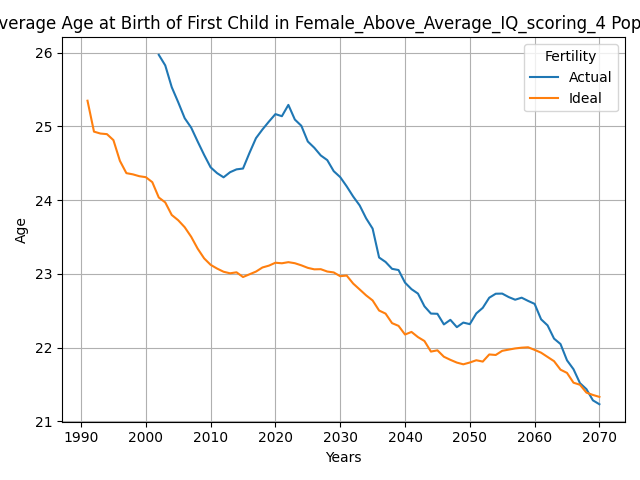 verage Age at Birth of First Child in Female_Above_Average_IQ_scoring_4 Pop
Fertility
Actual
Ideal
26
25
24
23
22
21
Age
1990 2000 2010 2020 2030 2040 2050 2060 2070
Years